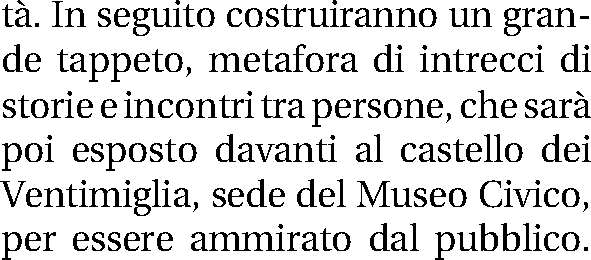 tà. In seguito costruiranno un gran-
de tappeto, metafora di intrecci di
storie e incontri tra persone, che sarà
poi esposto davanti al castello dei
Ventimiglia, sede del Museo Civico,
per essere ammirato dal pubblico.